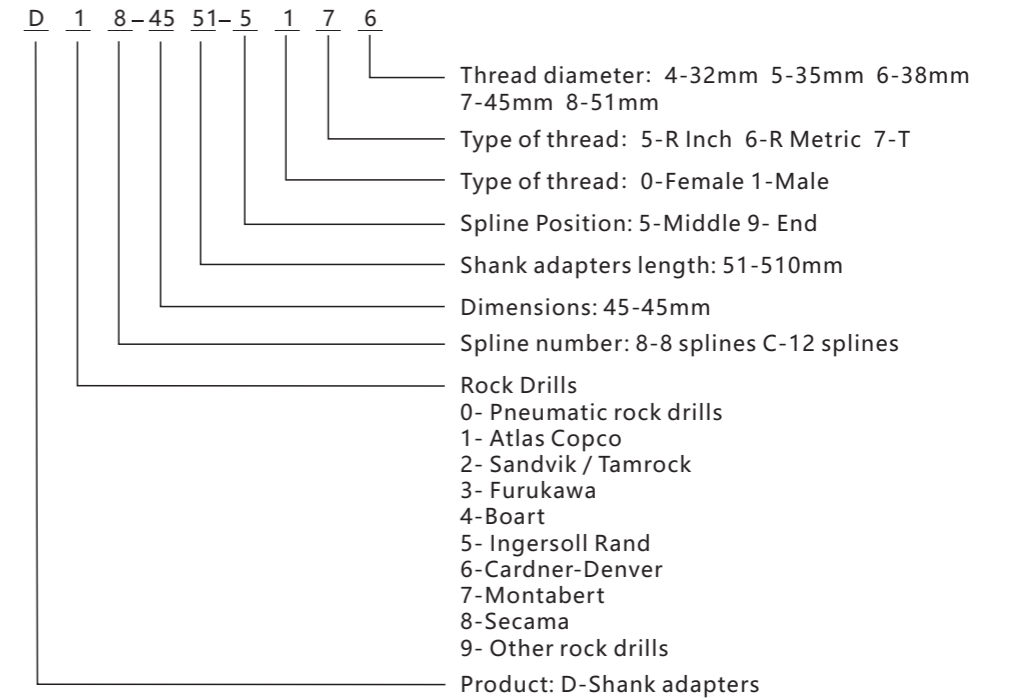 D 1 8-45 51-5 1 7 6
Thread diameter: 4-32mm 5-35mm 6-38mm
7-45mm 8-51mm
Type of thread: 5-R Inch 6-R Metric 7-T
Type of thread: 0-Female 1-Male
Spline Position: 5-Middle 9- End
Shank adapters length: 51-510mm
Dimensions: 45-45mm
Spline number: 8-8 splines C-12 splines
Rock Drills
0- Pneumatic rock drills
1- Atlas Copco
2- Sandvik / Tamrock
3- Furukawa
4-Boart
5- Ingersoll Rand
6-Cardner-Denver
7-Montabert
8-Secama
9- Other rock drills
Product: D-Shank adapters